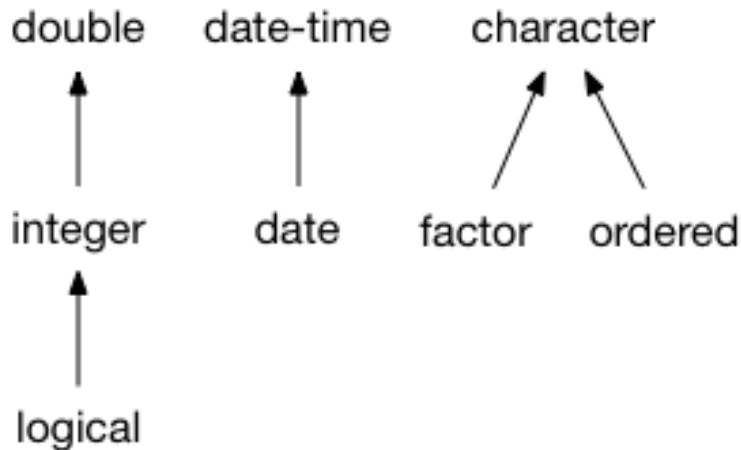 double date-time character
integer date factor ordered
logical